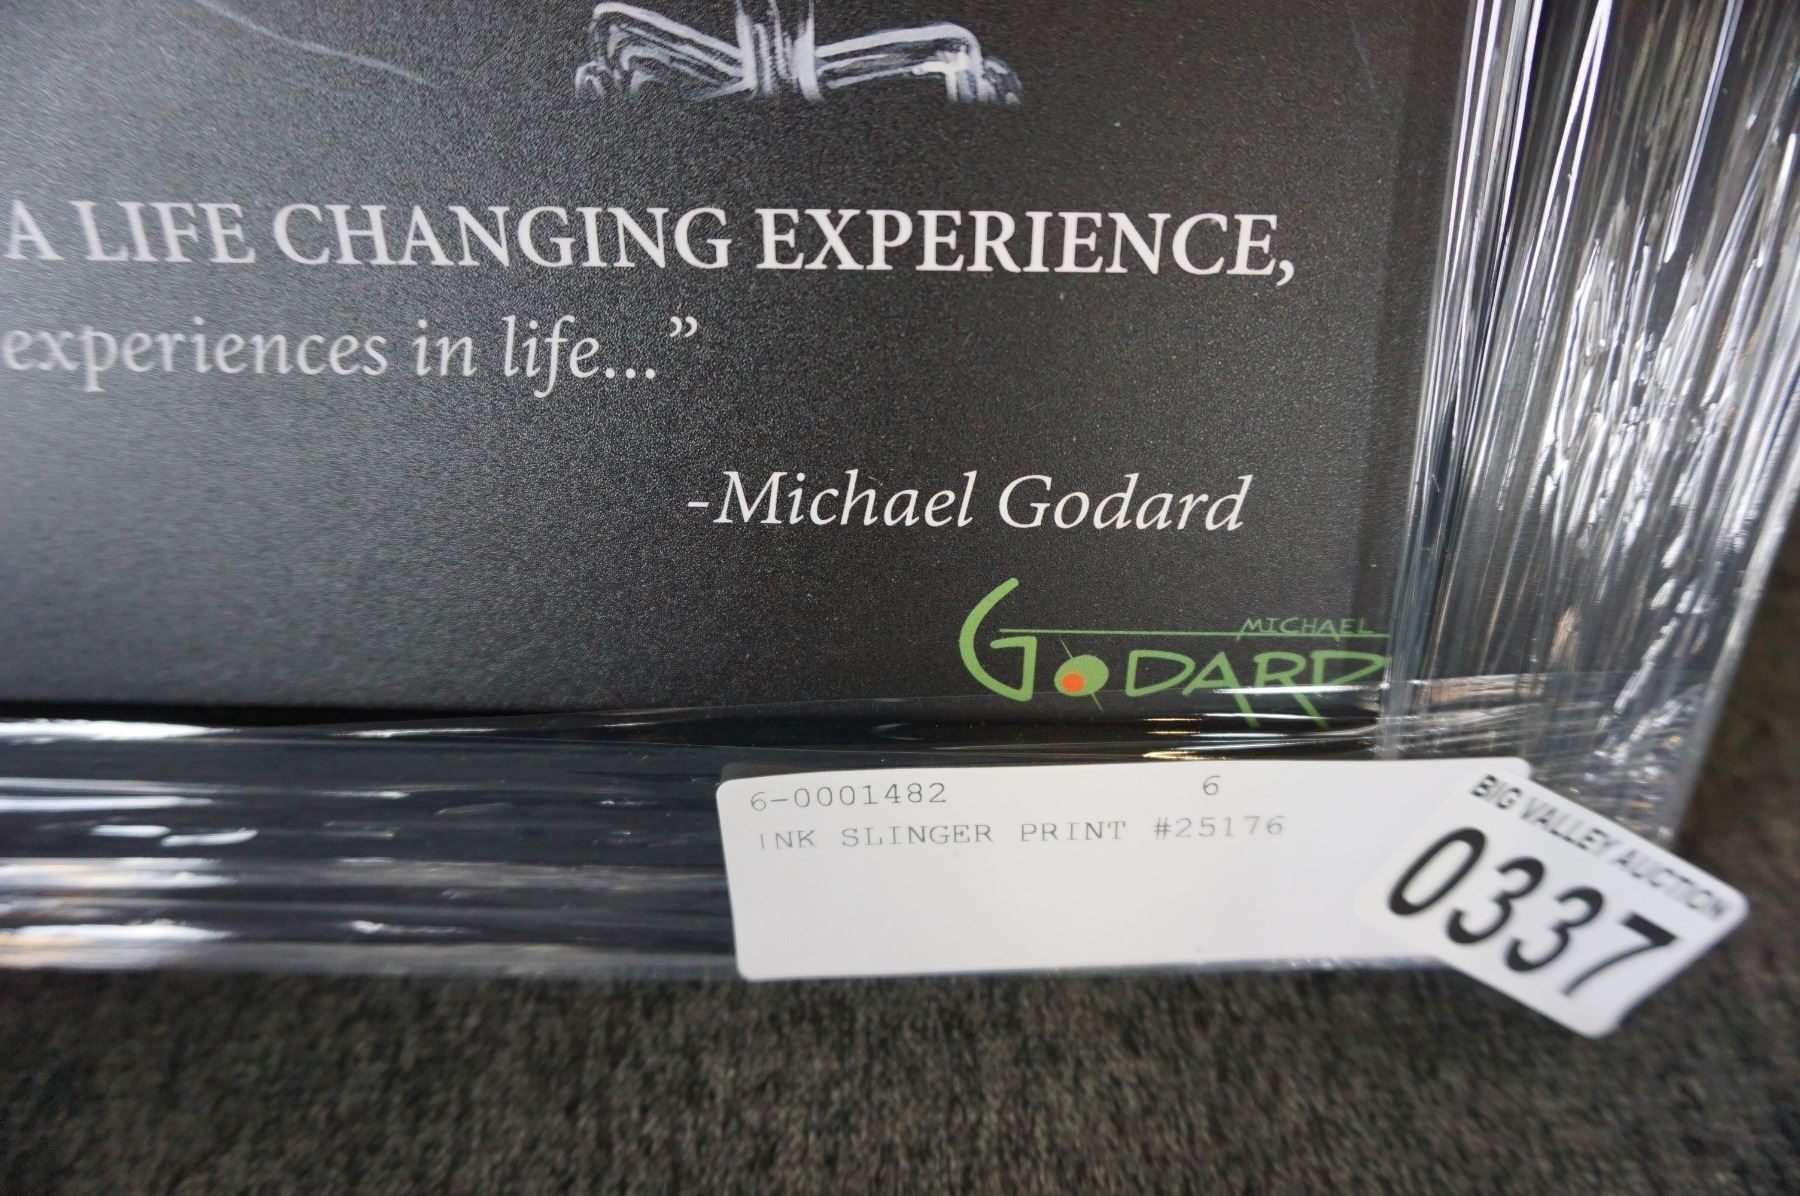 A LIFE CHANGING EXPERIENCE,
experiences in life...”
-Michael Godard
MICHAEL
GODARD
6-0001482 6
INK SLINGER PRINT #25176
BIG VALLEY AUCTION
0337